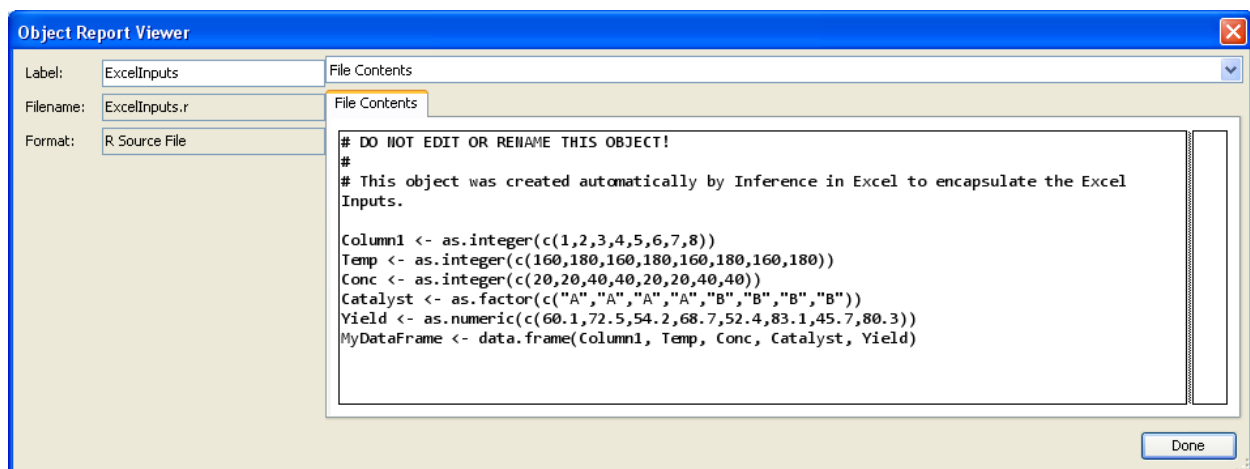 Object Report Viewer
Label: ExcelInputs
File Contents
Filename: ExcelInputs.r
File Contents
Format: R Source File
# DO NOT EDIT OR RENAME THIS OBJECT!
#
# This object was created automatically by Inference in Excel to encapsulate the Excel
Inputs.
Column1 <- as.integer(c(1,2,3,4,5,6,7,8))
Temp <- as.integer(c(160,180,160,180,160,180,160,180))
Conc <- as.integer(c(20,20,40,40,20,20,40,40))
Catalyst <- as.factor(c("A","A","A","A","B","B","B","B"))
Yield <- as.numeric(c(60.1,72.5,54.2,68.7,52.4,83.1,45.7,80.3))
MyDataFrame <- data.frame(Column1, Temp, Conc, Catalyst, Yield)
Done